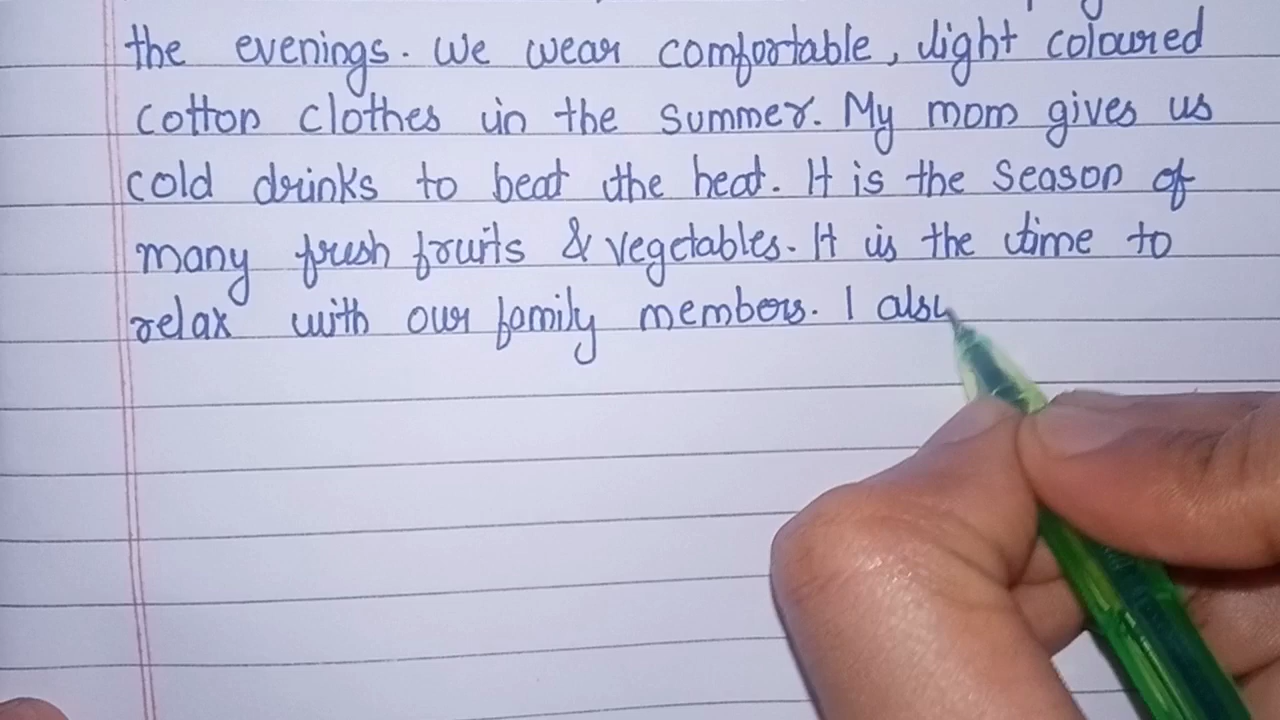 the evenings. We wear comfortable, light coloured
cotton clothes in the summer. My mom gives us
cold drinks to beat the heat. It is the season of
many fresh fruits & vegetables. It is the time to
relax with our family members. I also